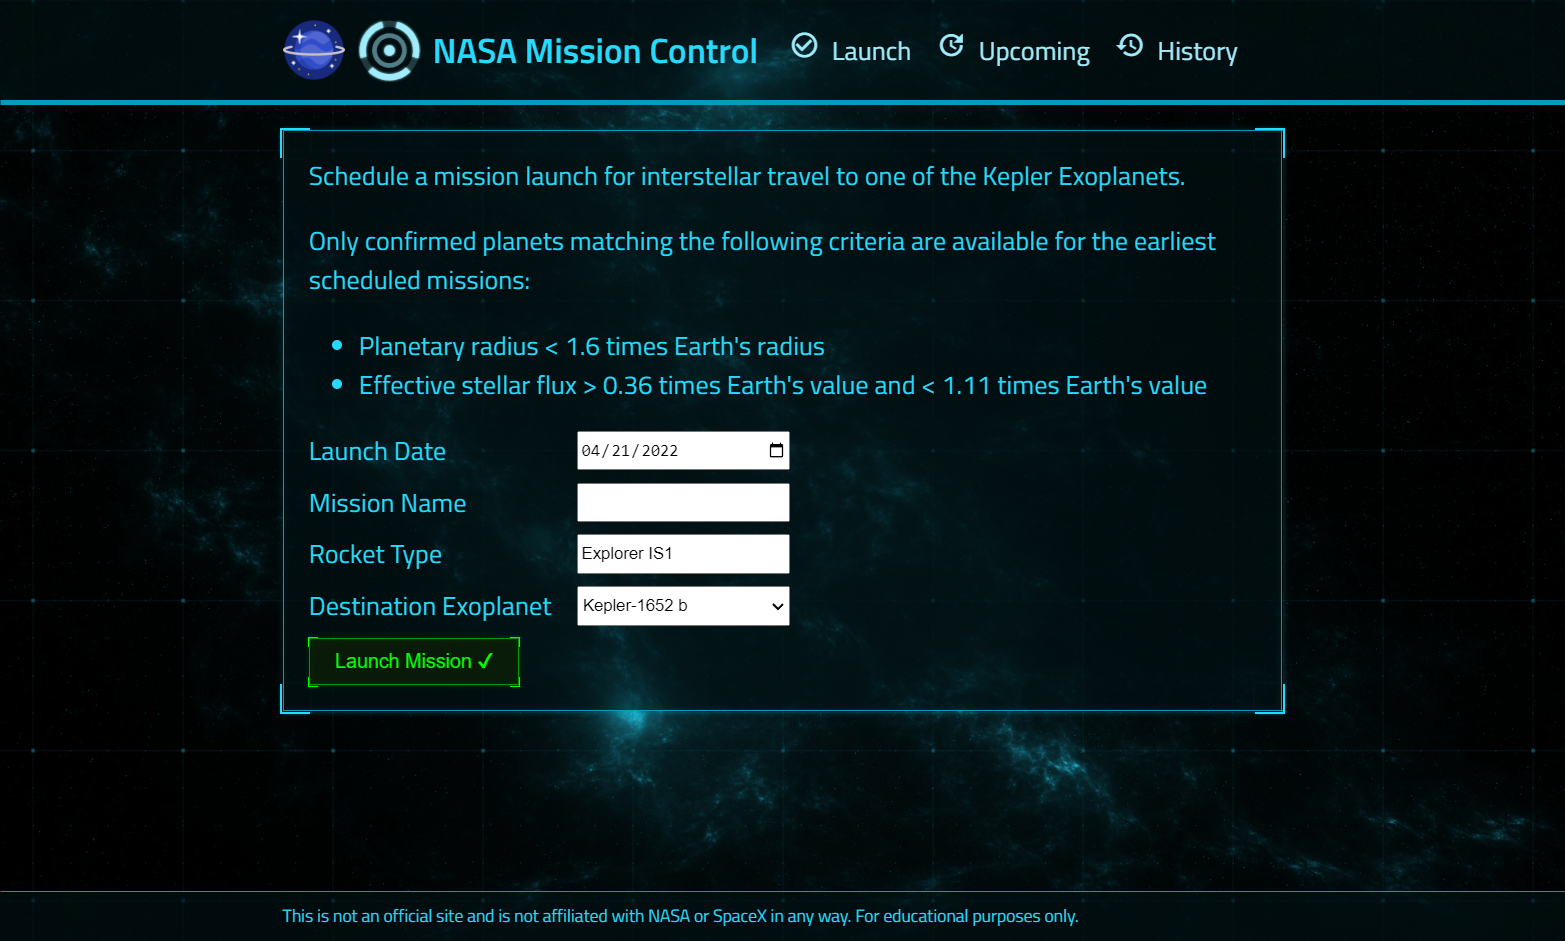 NASA Mission Control Launch Upcoming History
Schedule a mission launch for interstellar travel to one of the Kepler Exoplanets.
Only confirmed planets matching the following criteria are available for the earliest
scheduled missions:
• Planetary radius < 1.6 times Earth's radius
• Effective stellar flux > 0.36 times Earth's value and < 1.11 times Earth's value
Launch Date 04/21/2022
Mission Name
Rocket Type Explorer IS1
Destination Exoplanet Kepler-1652 b
Launch Mission ✓
This is not an official site and is not affiliated with NASA or SpaceX in any way. For educational purposes only.